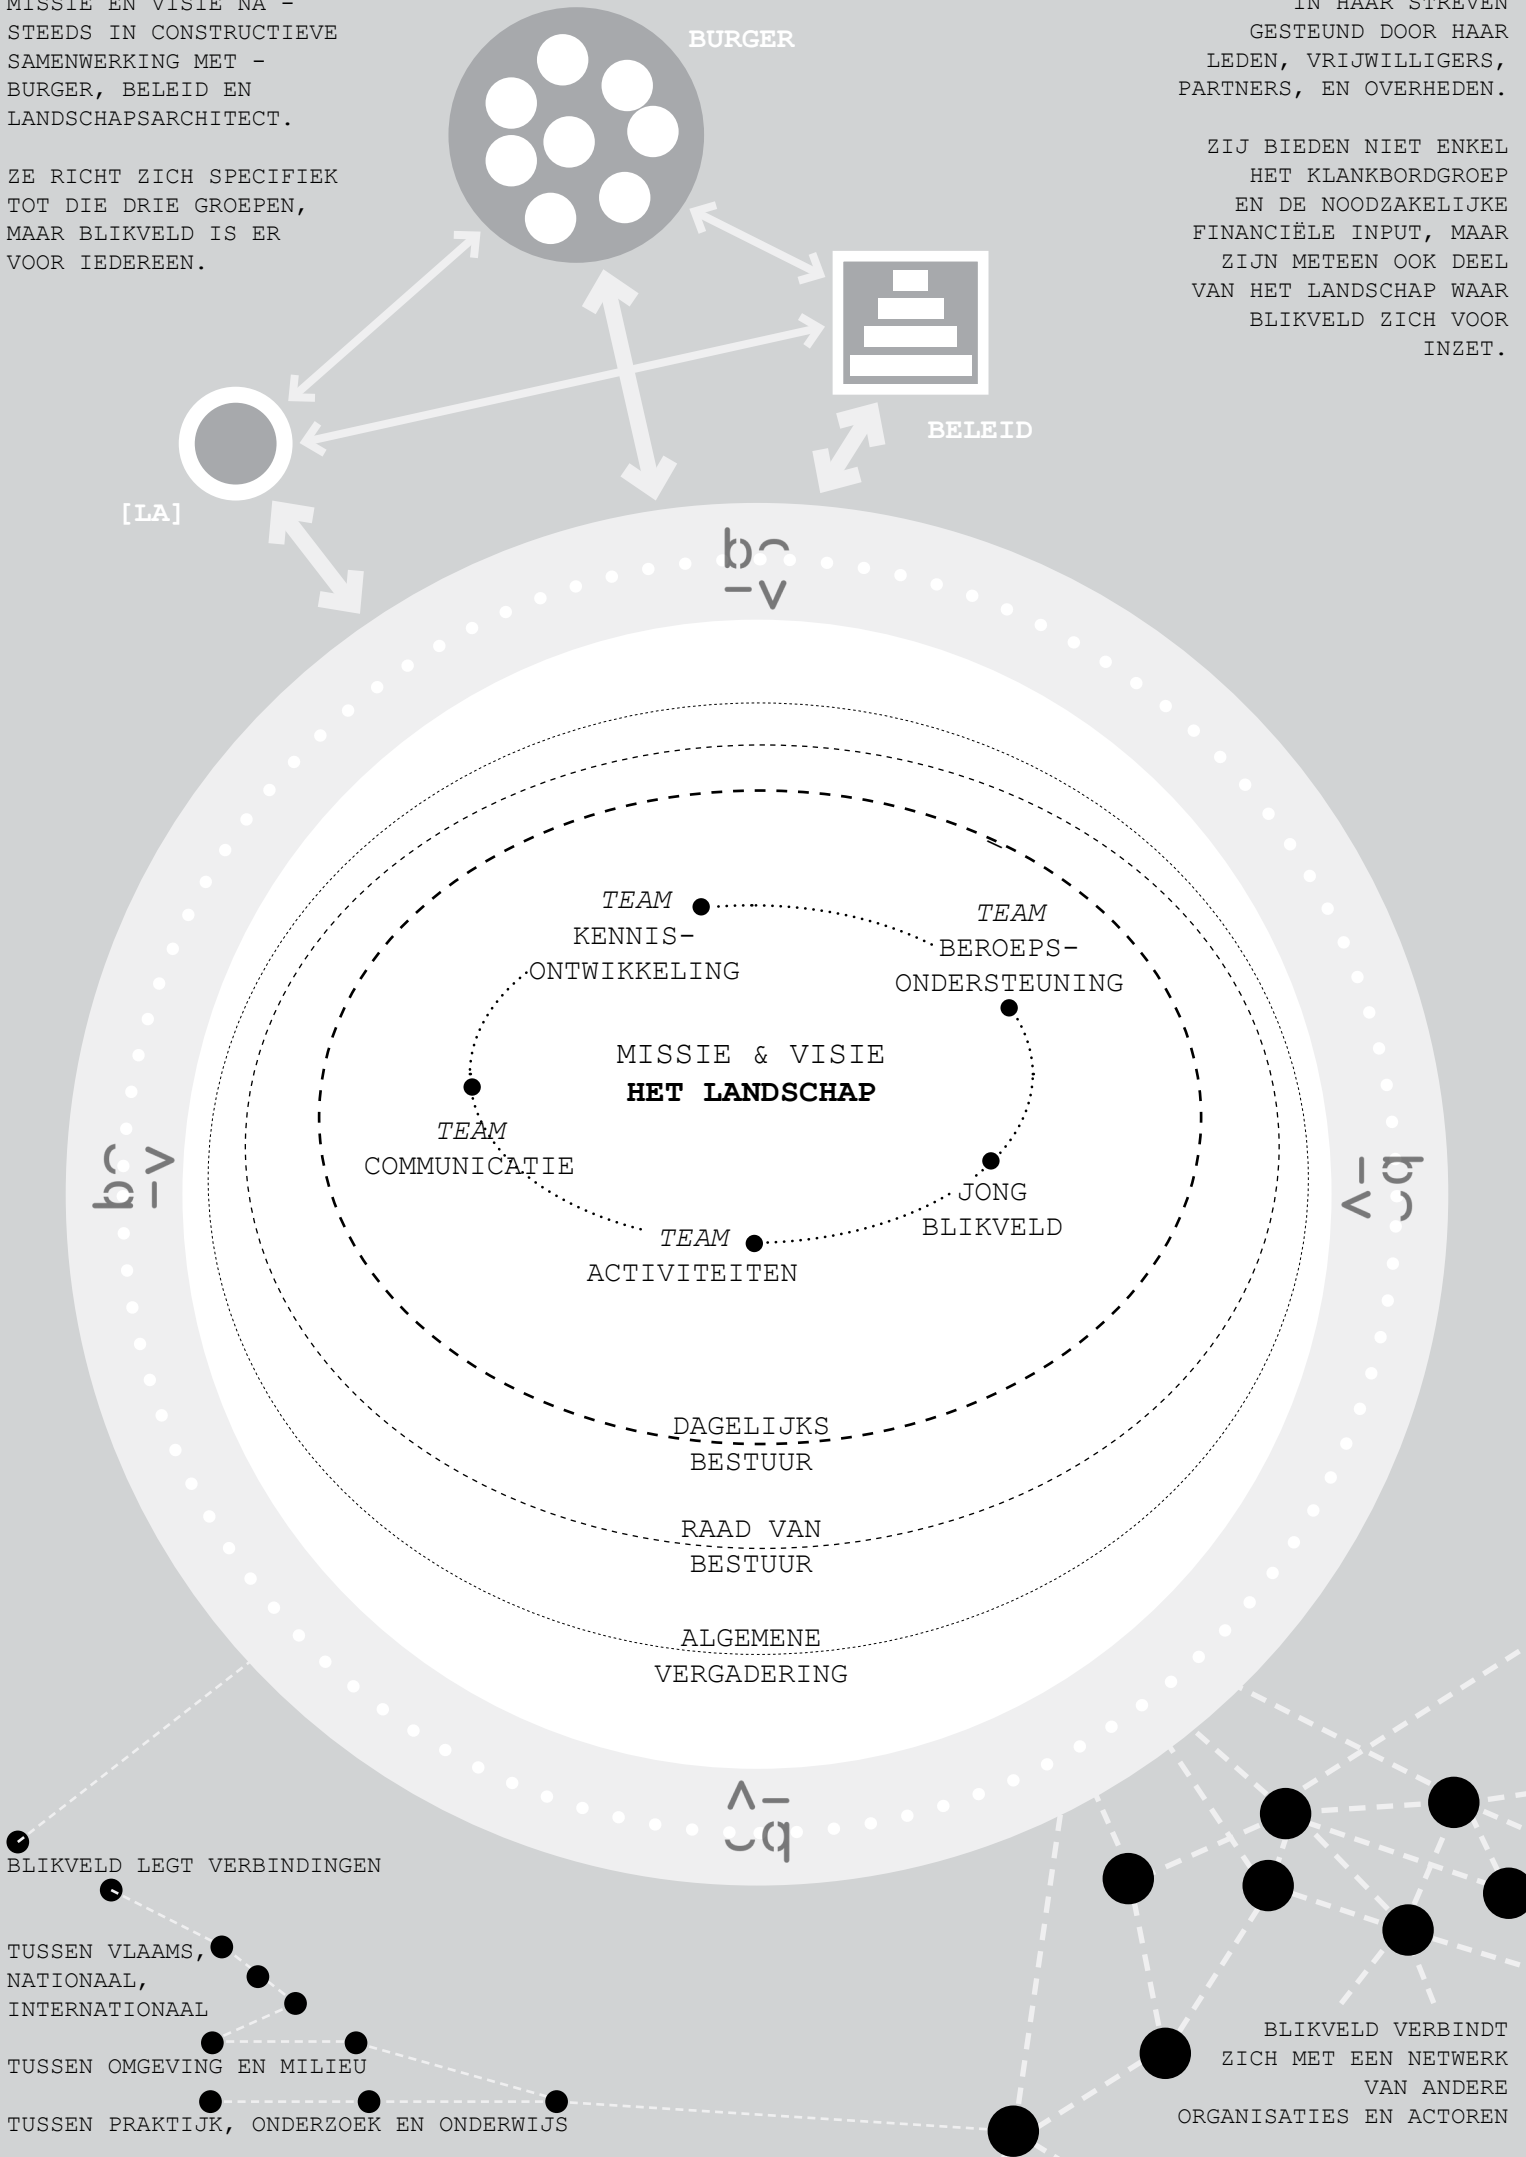 MISSIE EN VISIE NA -
STEEDS IN CONSTRUCTIEVE
SAMENWERKING MET -
BURGER, BELEID EN
LANDSCHAPSARCHITECT.
ZE RICHT ZICH SPECIFIEK
TOT DIE DRIE GROEPEN,
MAAR BLIKVELD IS ER
VOOR IEDEREEN.
BURGER
IN HAAR STREVEN
GESTEUND DOOR HAAR
LEDEN, VRIJWILLIGERS,
PARTNERS, EN OVERHEDEN.
ZIJ BIEDEN NIET ENKEL
HET KLANKBORDGROEP
EN DE NOODZAKELIJKE
FINANCIËLE INPUT, MAAR
ZIJN METEEN OOK DEEL
VAN HET LANDSCHAP WAAR
BLIKVELD ZICH VOOR
INZET.
BELEID
[LA]
TEAM
KENNIS-
ONTWIKKELING
TEAM
BEROEPS-
ONDERSTEUNING
MISSIE & VISIE
HET LANDSCHAP
TEAM
COMMUNICATIE
JONG
BLIKVELD
TEAM
ACTIVITEITEN
DAGELIJKS
BESTUUR
RAAD VAN
BESTUUR
ALGEMENE
VERGADERING
BLIKVELD LEGT VERBINDINGEN
TUSSEN VLAAMS,
NATIONAAL,
INTERNATIONAAL
TUSSEN OMGEVING EN MILIEU
TUSSEN PRAKTIJK, ONDERZOEK EN ONDERWIJS
BLIKVELD VERBINDT
ZICH MET EEN NETWERK
VAN ANDERE
ORGANISATIES EN ACTOREN